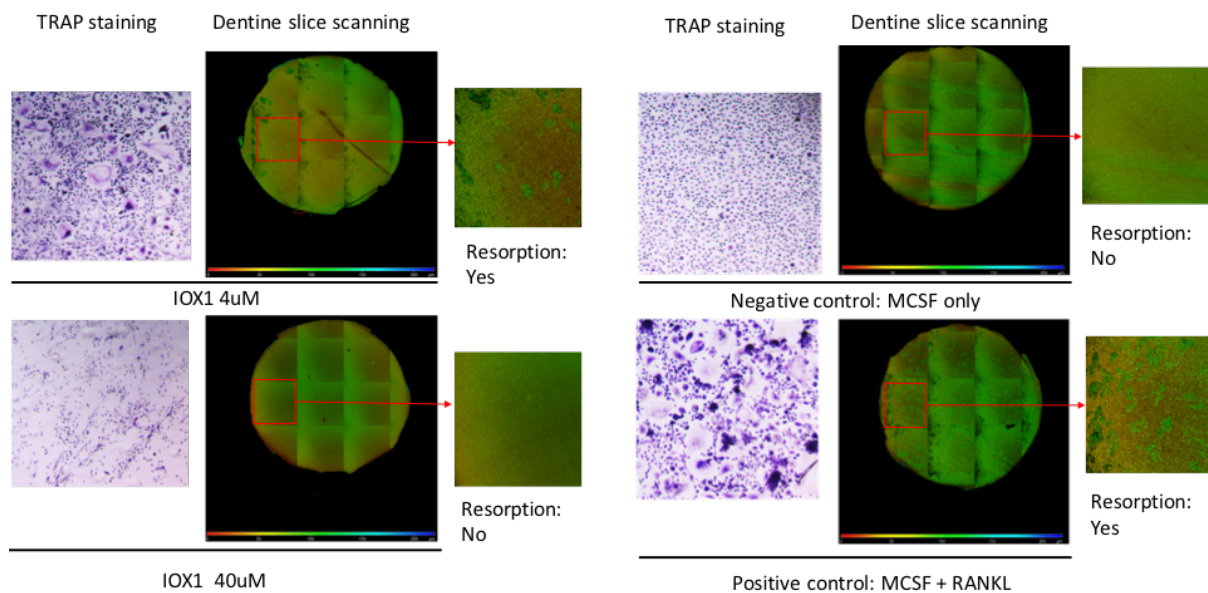 TRAP staining
Dentine slice scanning
Resorption:
Yes
IOX1 4uM
Resorption:
No
IOX1 40uM
TRAP staining
Dentine slice scanning
Resorption:
No
Negative control: MCSF only
Resorption:
Yes
Positive control: MCSF + RANKL